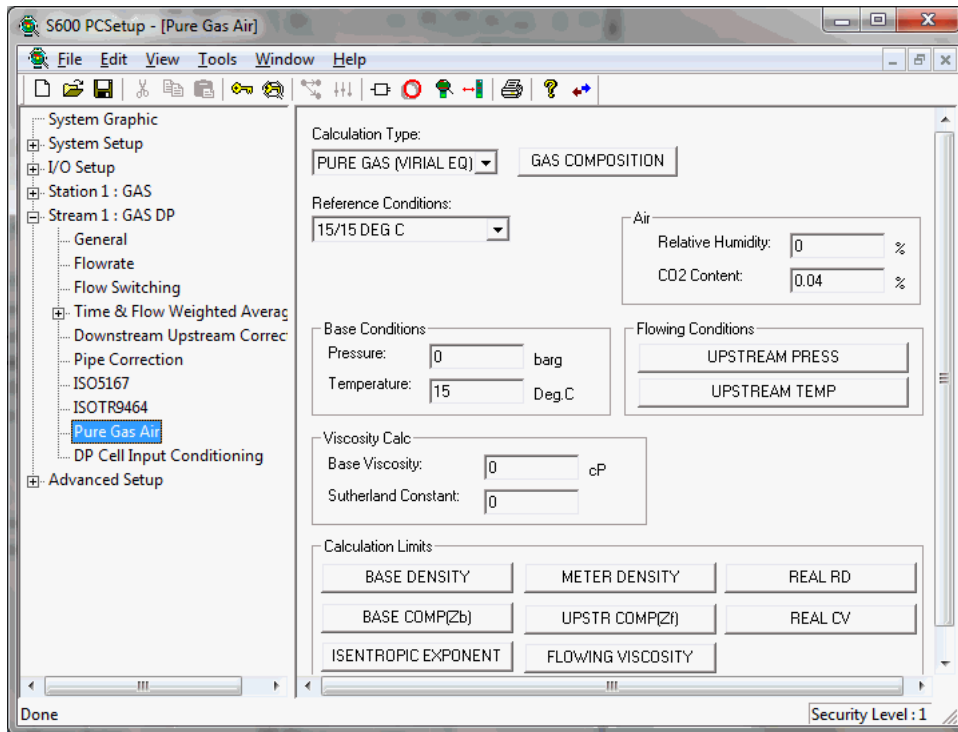 S600 PCSetup - [Pure Gas Air]
File Edit View Tools Window Help
System Graphic
System Setup
I/O Setup
Station 1 : GAS
Stream 1 : GAS DP
General
Flowrate
Flow Switching
Time & Flow Weighted Averag
Downstream Upstream Correc
Pipe Correction
ISO5167
ISOTR9464
Pure Gas Air
DP Cell Input Conditioning
Advanced Setup
Calculation Type:
PURE GAS (VIRIAL EQ) GAS COMPOSITION
Reference Conditions:
15/15 DEG C
Air
Relative Humidity: 0 %
CO2 Content: 0.04 %
Base Conditions
Pressure: 0 barg
Temperature: 15 Deg.C
Flowing Conditions
UPSTREAM PRESS
UPSTREAM TEMP
Viscosity Calc
Base Viscosity: 0 cP
Sutherland Constant: 0
Calculation Limits
BASE DENSITY METER DENSITY REAL RD
BASE COMP(Zb) UPSTR COMP(Zf) REAL CV
ISENTROPIC EXPONENT FLOWING VISCOSITY
Done Security Level : 1